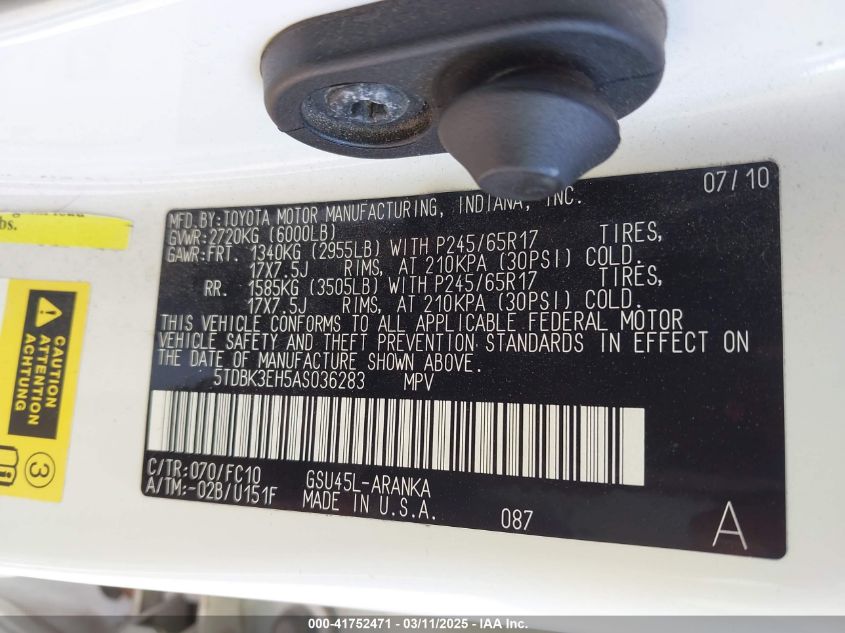 07/10
MFD.BY:TOYOTA MOTOR MANUFACTURING, INDIANA, INC.
GVWR:2720KG (6000LB)
GAWR:FRT. 1340KG (2955LB) WITH P245/65R17 TIRES,
17X7.5J RIMS, AT 210KPA (30PSI) COLD.
RR. 1585KG (3505LB) WITH P245/65R17 TIRES,
17X7.5J RIMS, AT 210KPA (30PSI) COLD.
THIS VEHICLE CONFORMS TO ALL APPLICABLE FEDERAL MOTOR
VEHICLE SAFETY AND THEFT PREVENTION STANDARDS IN EFFECT ON
THE DATE OF MANUFACTURE SHOWN ABOVE.
5TDBK3EH5AS036283 MPV
C/TR:070/FC10 GSU45L-ARANKA
A/TM:-02B/U151F MADE IN U.S.A.
087
A
bs.
CAUTION
ATTENTION
3
000-41752471 - 03/11/2025 - IAA Inc.